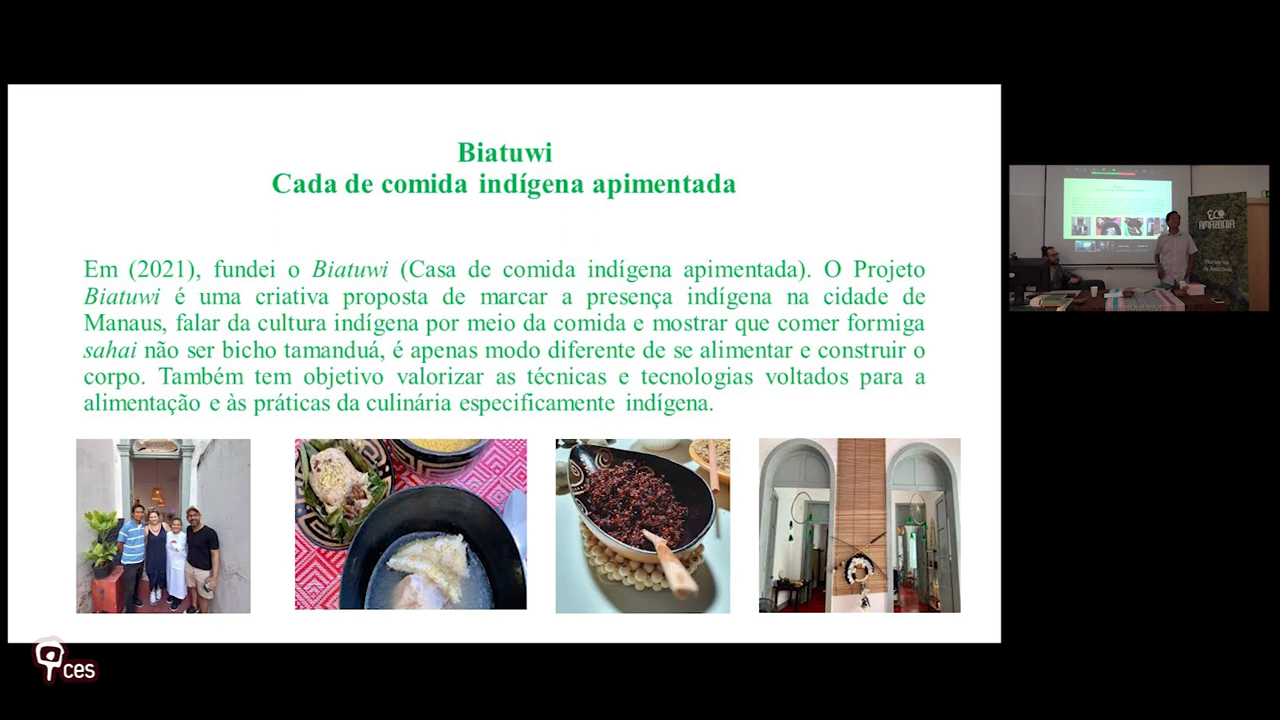 Biatuwi
Cada de comida indígena apimentada
Em (2021), fundei o Biatuwi (Casa de comida indígena apimentada). O Projeto
Biatuwi é uma criativa proposta de marcar a presença indígena na cidade de
Manaus, falar da cultura indígena por meio da comida e mostrar que comer formiga
sahai não ser bicho tamanduá, é apenas modo diferente de se alimentar e construir o
corpo. Também tem objetivo valorizar as técnicas e tecnologias voltados para a
alimentação e às práticas da culinária especificamente indígena.
ECO
AMAZONIA
ces